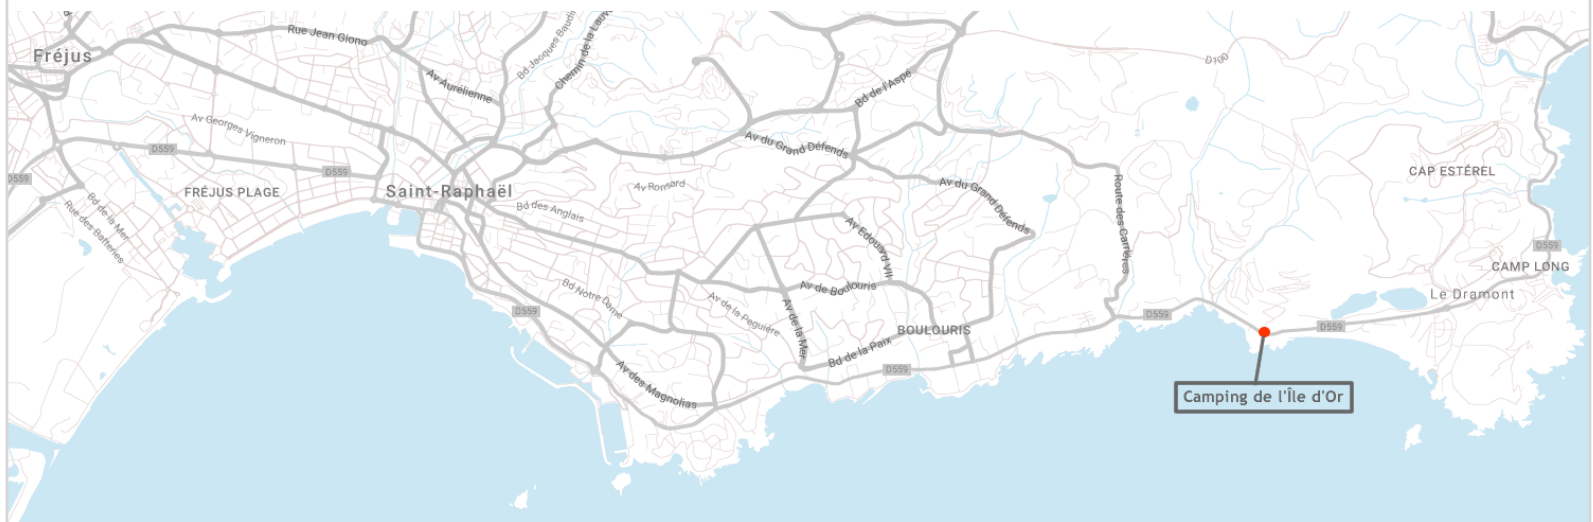 Rue Jean Giono
Fréjus
Bd Jacques Baudin
Chemin de la Lauve
D100
Av Aurélienne
Bd de l'Aspé
Av Georges Vigneron
D559
Av du Grand Défends
D559
D559
CAP ESTÉREL
FRÉJUS PLAGE
Saint-Raphaël
Av Ronsard
Av du Grand Défends
Route des Carrières
Bd de la Mer
Rue des Batteries
Bd des Anglais
Av Edouard VII
D559
CAMP LONG
Bd Notre Dame
Av de Boulouris
Le Dramont
Av de la Peguière
Av de la Mer
D559
D559
BOULOURIS
D559
Bd de la Paix
D559
Av des Magnolias
Camping de l'Île d'Or